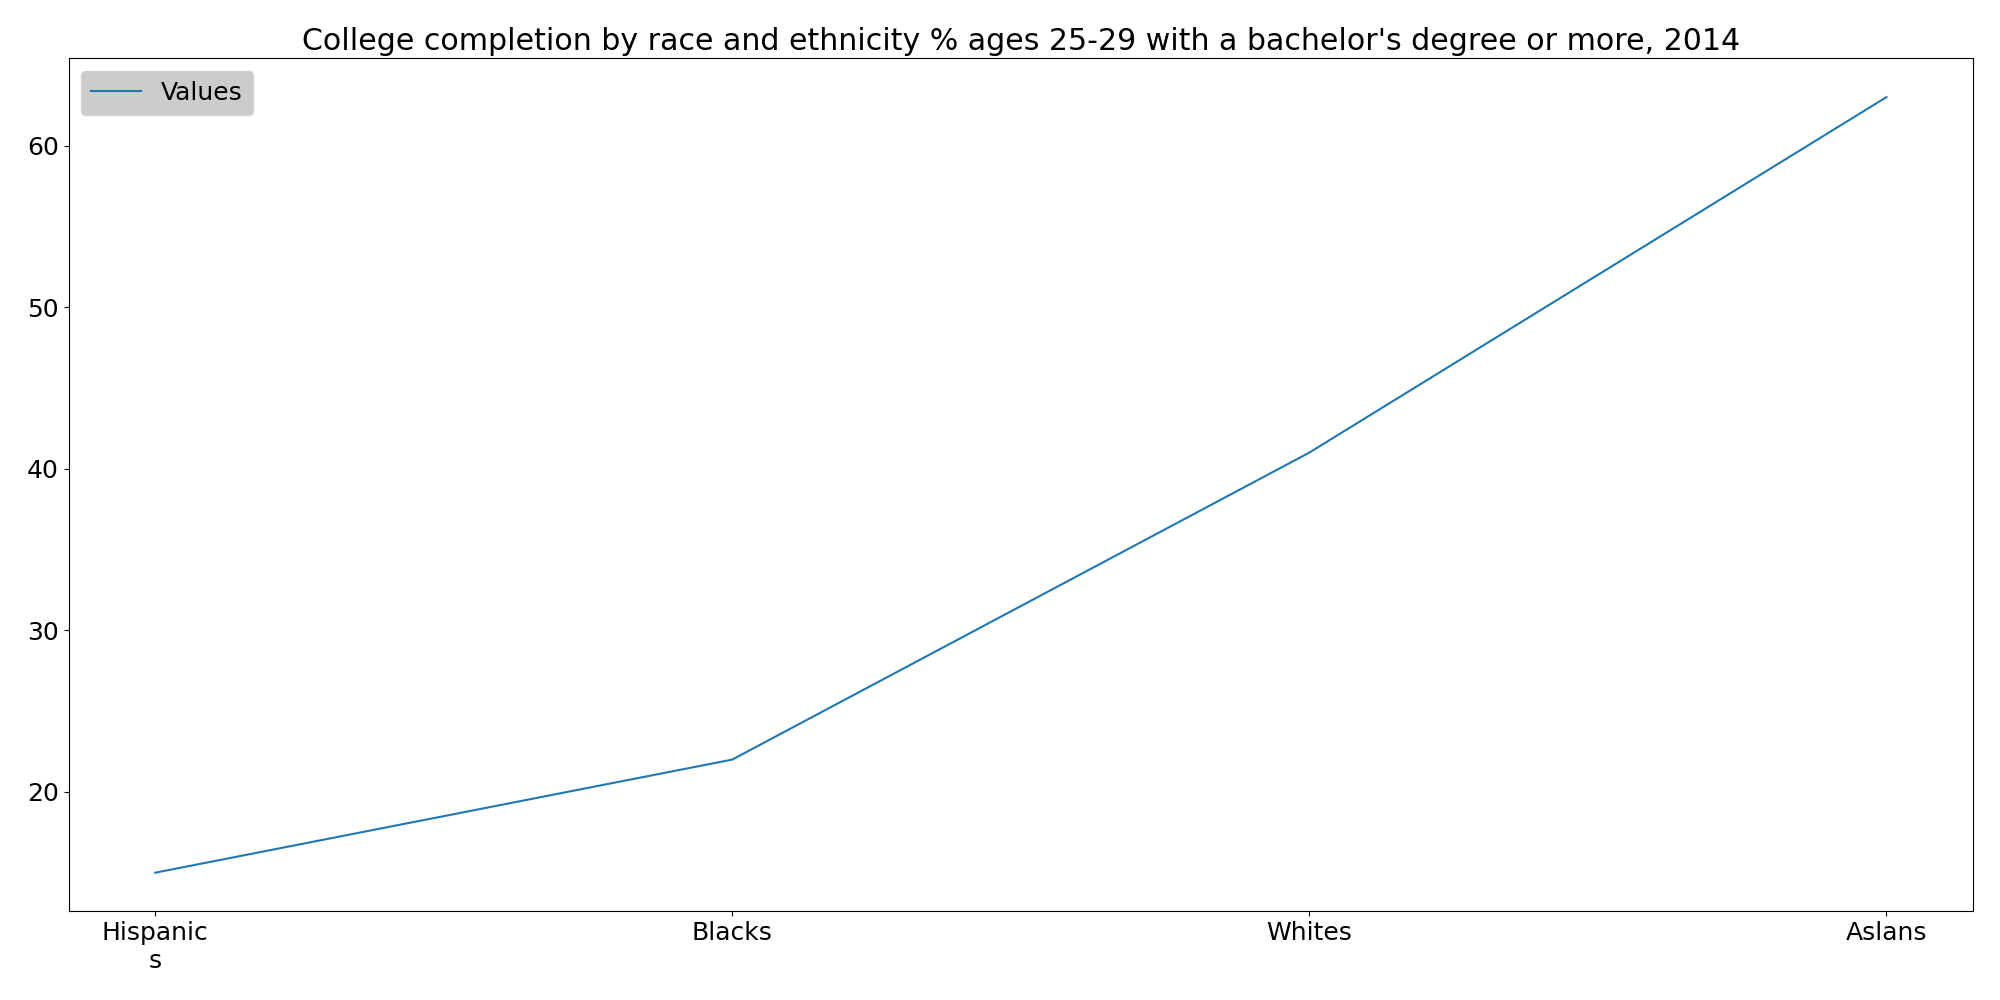 College completion by race and ethnicity % ages 25-29 with a bachelor's degree or more, 2014
Values
60
50
40
30
20
Hispanic
s
Blacks
Whites
Aslans